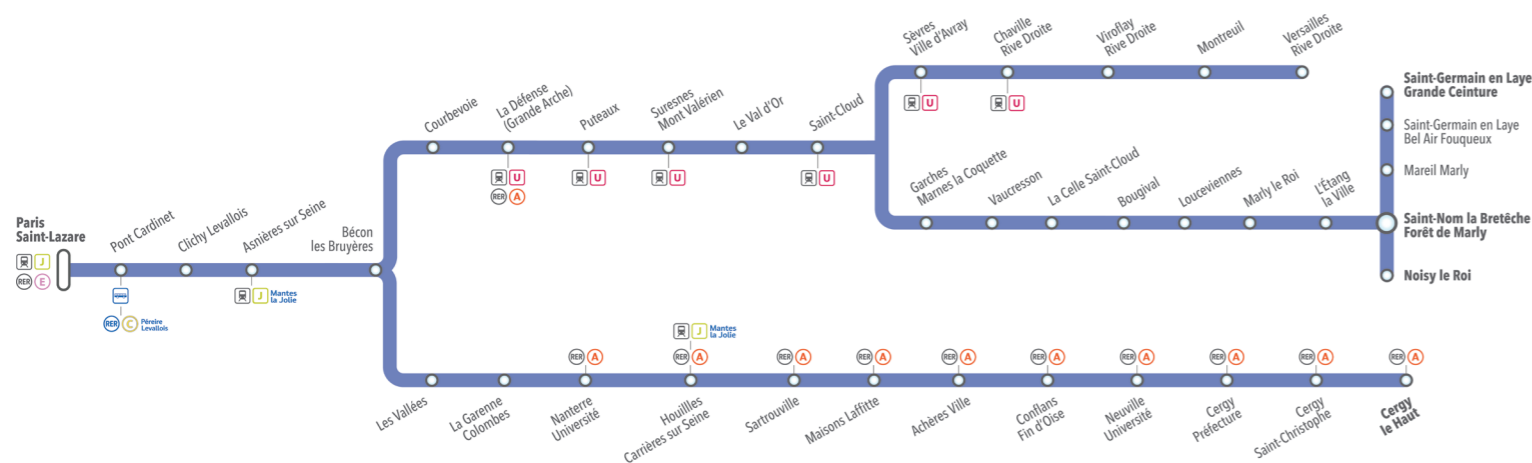 Paris
Saint-Lazare
J
RER E
Pont Cardinet
RER C Péreire
Levallois
Clichy Levallois
Asnières sur Seine
J Mantes
la Jolie
Bécon
les Bruyères
Courbevoie
La Défense
(Grande Arche)
U
RER A
Puteaux
U
Suresnes
Mont Valérien
U
Le Val d'Or
Saint-Cloud
U
Sèvres
Ville d'Avray
U
Chaville
Rive Droite
U
Viroflay
Rive Droite
Montreuil
Versailles
Rive Droite
Garches
Marnes la Coquette
Vaucresson
La Celle Saint-Cloud
Bougival
Louceviennes
Marly le Roi
L'Étang
la Ville
Saint-Germain en Laye
Grande Ceinture
Saint-Germain en Laye
Bel Air Fouqueux
Mareil Marly
Saint-Nom la Bretêche
Forêt de Marly
Noisy le Roi
Les Vallées
La Garenne
Colombes
RER A
Nanterre
Université
J Mantes
la Jolie
RER A
Houilles
Carrières sur Seine
RER A
Sartrouville
RER A
Maisons Laffitte
RER A
Achères Ville
RER A
Conflans
Fin d'Oise
RER A
Neuville
Université
RER A
Cergy
Préfecture
RER A
Cergy
Saint-Christophe
RER A
Cergy
le Haut